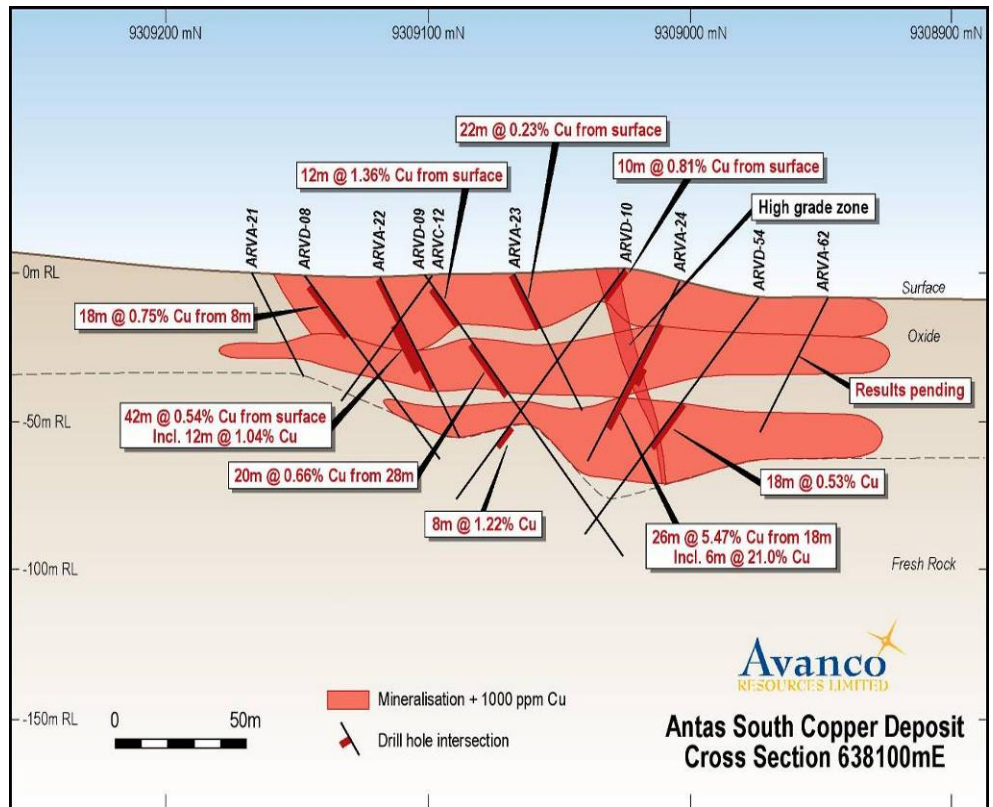 9309200 mN
9309100 mN
9309000 mN
9308900 mN
22m @ 0.23% Cu from surface
12m @ 1.36% Cu from surface
10m @ 0.81% Cu from surface
High grade zone
ARVA-21
ARVD-08
ARVA-22
ARVD-09
ARVC-12
ARVA-23
ARVD-10
ARVA-24
ARVD-54
ARVA-62
0m RL
Surface
18m @ 0.75% Cu from 8m
Oxide
Results pending
42m @ 0.54% Cu from surface
Incl. 12m @ 1.04% Cu
-50m RL
20m @ 0.66% Cu from 28m
18m @ 0.53% Cu
8m @ 1.22% Cu
26m @ 5.47% Cu from 18m
Incl. 6m @ 21.0% Cu
-100m RL
Fresh Rock
Avanco
RESOURCES LIMITED
Mineralisation + 1000 ppm Cu
-150m RL
0
50m
Drill hole intersection
Antas South Copper Deposit
Cross Section 638100mE